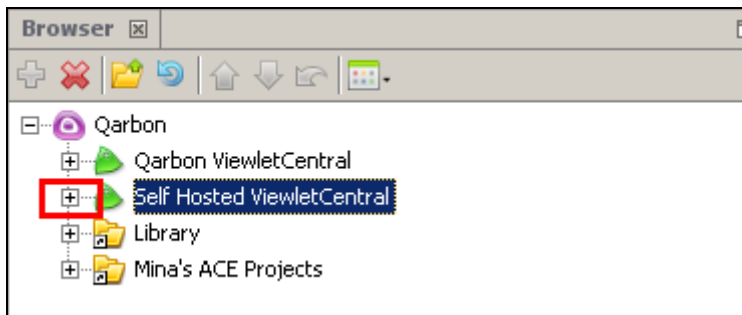 Browser
Qarbon
Qarbon ViewletCentral
Self Hosted ViewletCentral
Library
Mina's ACE Projects